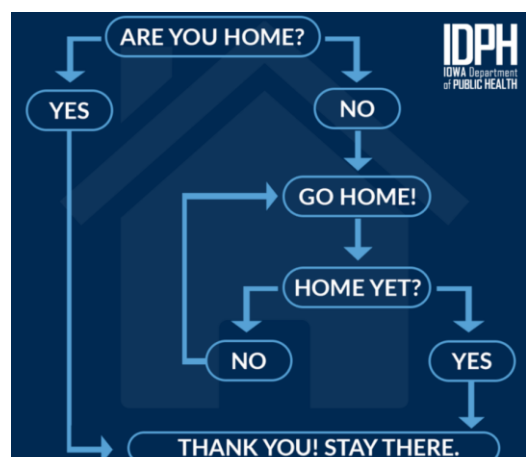 ARE YOU HOME?
IDPH
IOWA Department
of PUBLIC HEALTH
YES
NO
GO HOME!
HOME YET?
NO
YES
THANK YOU! STAY THERE.